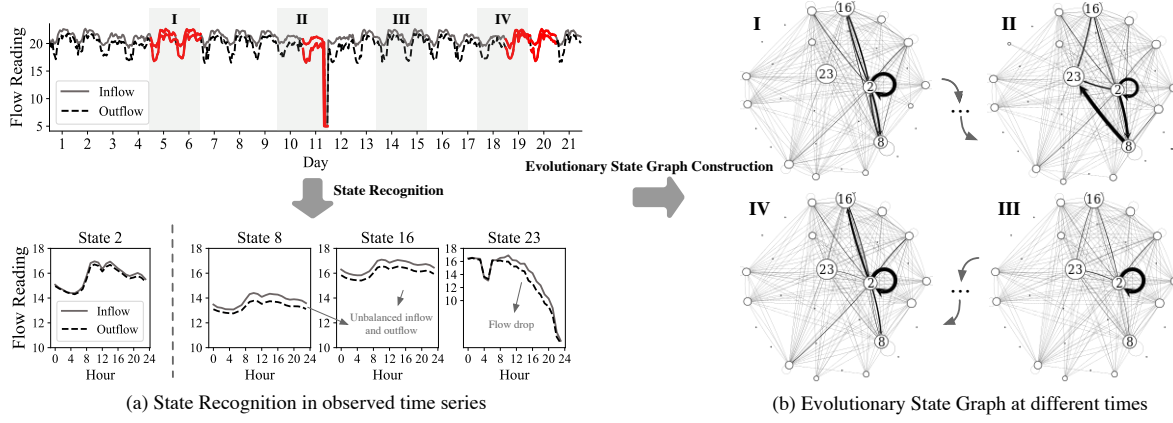 I II III IV
Flow Reading
20
15
10
5
Inflow
Outflow
1 2 3 4 5 6 7 8 9 10 11 12 13 14 15 16 17 18 19 20 21
Day
State Recognition
Evolutionary State Graph Construction
State 2
Flow Reading
18
16
14
12
10
Inflow
Outflow
0 4 8 12 16 20 24
Hour
State 8
18
16
14
12
10
0 4 8 12 16 20 24
Hour
State 16
18
16
14
12
10
Unbalanced inflow
and outflow
0 4 8 12 16 20 24
Hour
State 23
18
16
14
12
10
Flow drop
0 4 8 12 16 20 24
Hour
(a) State Recognition in observed time series
I
16
23
2
8
...
II
16
23
2
8
IV
16
23
2
8
...
III
16
23
2
8
(b) Evolutionary State Graph at different times